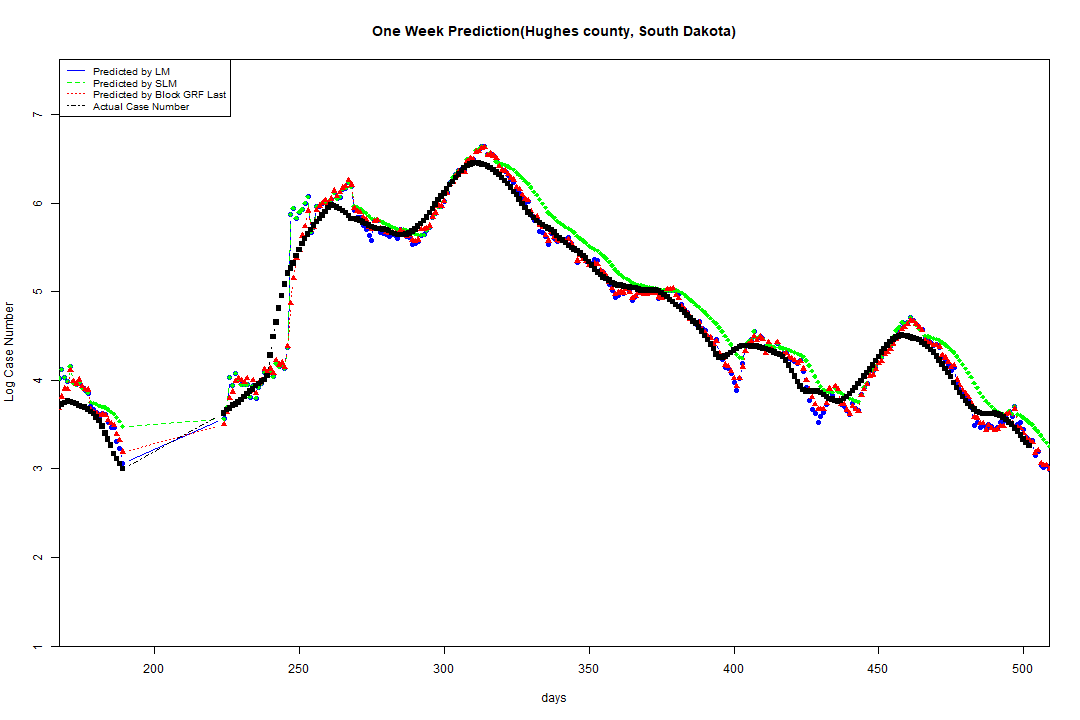 One Week Prediction(Hughes county, South Dakota)
Predicted by LM
Predicted by SLM
Predicted by Block GRF Last
Actual Case Number
Log Case Number
7
6
5
4
3
2
1
200 250 300 350 400 450 500
days